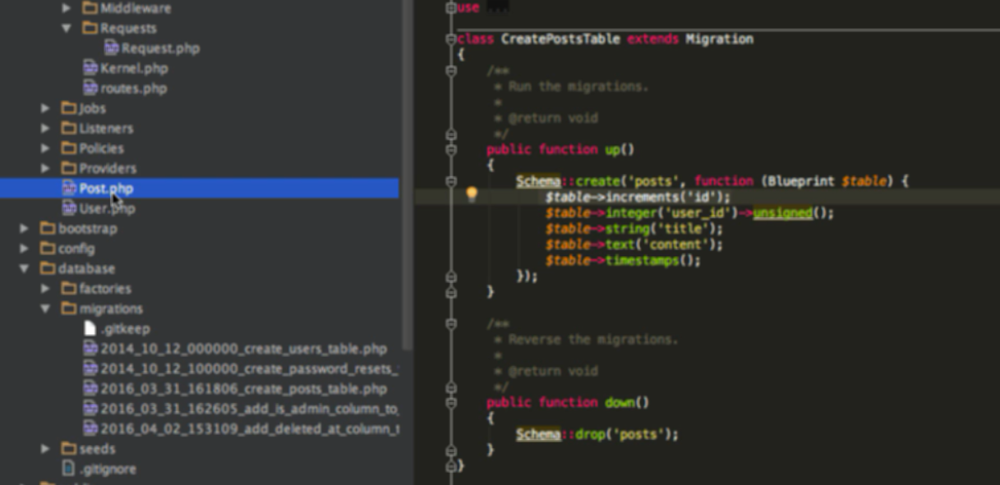 Middleware
Requests
Request.php
Kernel.php
routes.php
Jobs
Listeners
Policies
Providers
Post.php
User.php
bootstrap
config
database
factories
migrations
.gitkeep
2014_10_12_000000_create_users_table.php
2014_10_12_100000_create_password_resets_
2016_03_31_161806_create_posts_table.php
2016_03_31_162605_add_is_admin_column_to_
2016_04_02_153109_add_deleted_at_column_t
seeds
.gitignore
use ...
class CreatePostsTable extends Migration
{
/**
* Run the migrations.
*
* @return void
*/
public function up()
{
Schema::create('posts', function (Blueprint $table) {
$table->increments('id');
$table->integer('user_id')->unsigned();
$table->string('title');
$table->text('content');
$table->timestamps();
});
}
/**
* Reverse the migrations.
*
* @return void
*/
public function down()
{
Schema::drop('posts');
}
}